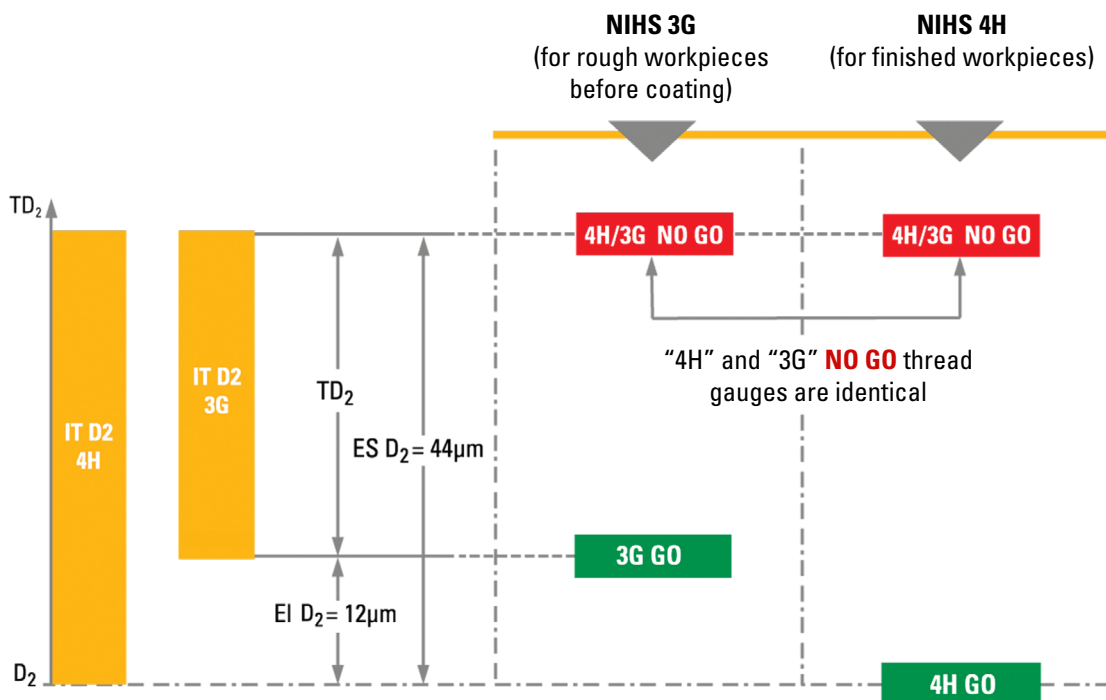 NIHS 3G
(for rough workpieces
before coating)
NIHS 4H
(for finished workpieces)
TD₂
4H/3G NO GO
4H/3G NO GO
“4H” and “3G” NO GO thread
gauges are identical
IT D2
3G
TD₂
IT D2
4H
ES D₂= 44µm
3G GO
EI D₂= 12µm
D₂
4H GO